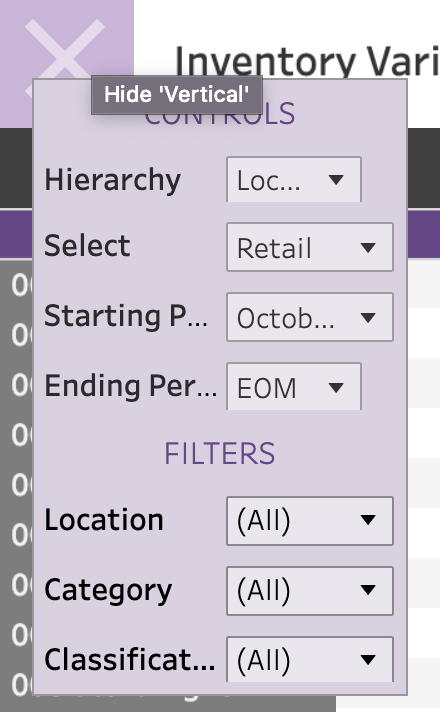 Inventory Vari
Hide 'Vertical'
CONTROLS
Hierarchy Loc...
Select Retail
Starting P... Octob...
Ending Per... EOM
FILTERS
Location (All)
Category (All)
Classificat... (All)